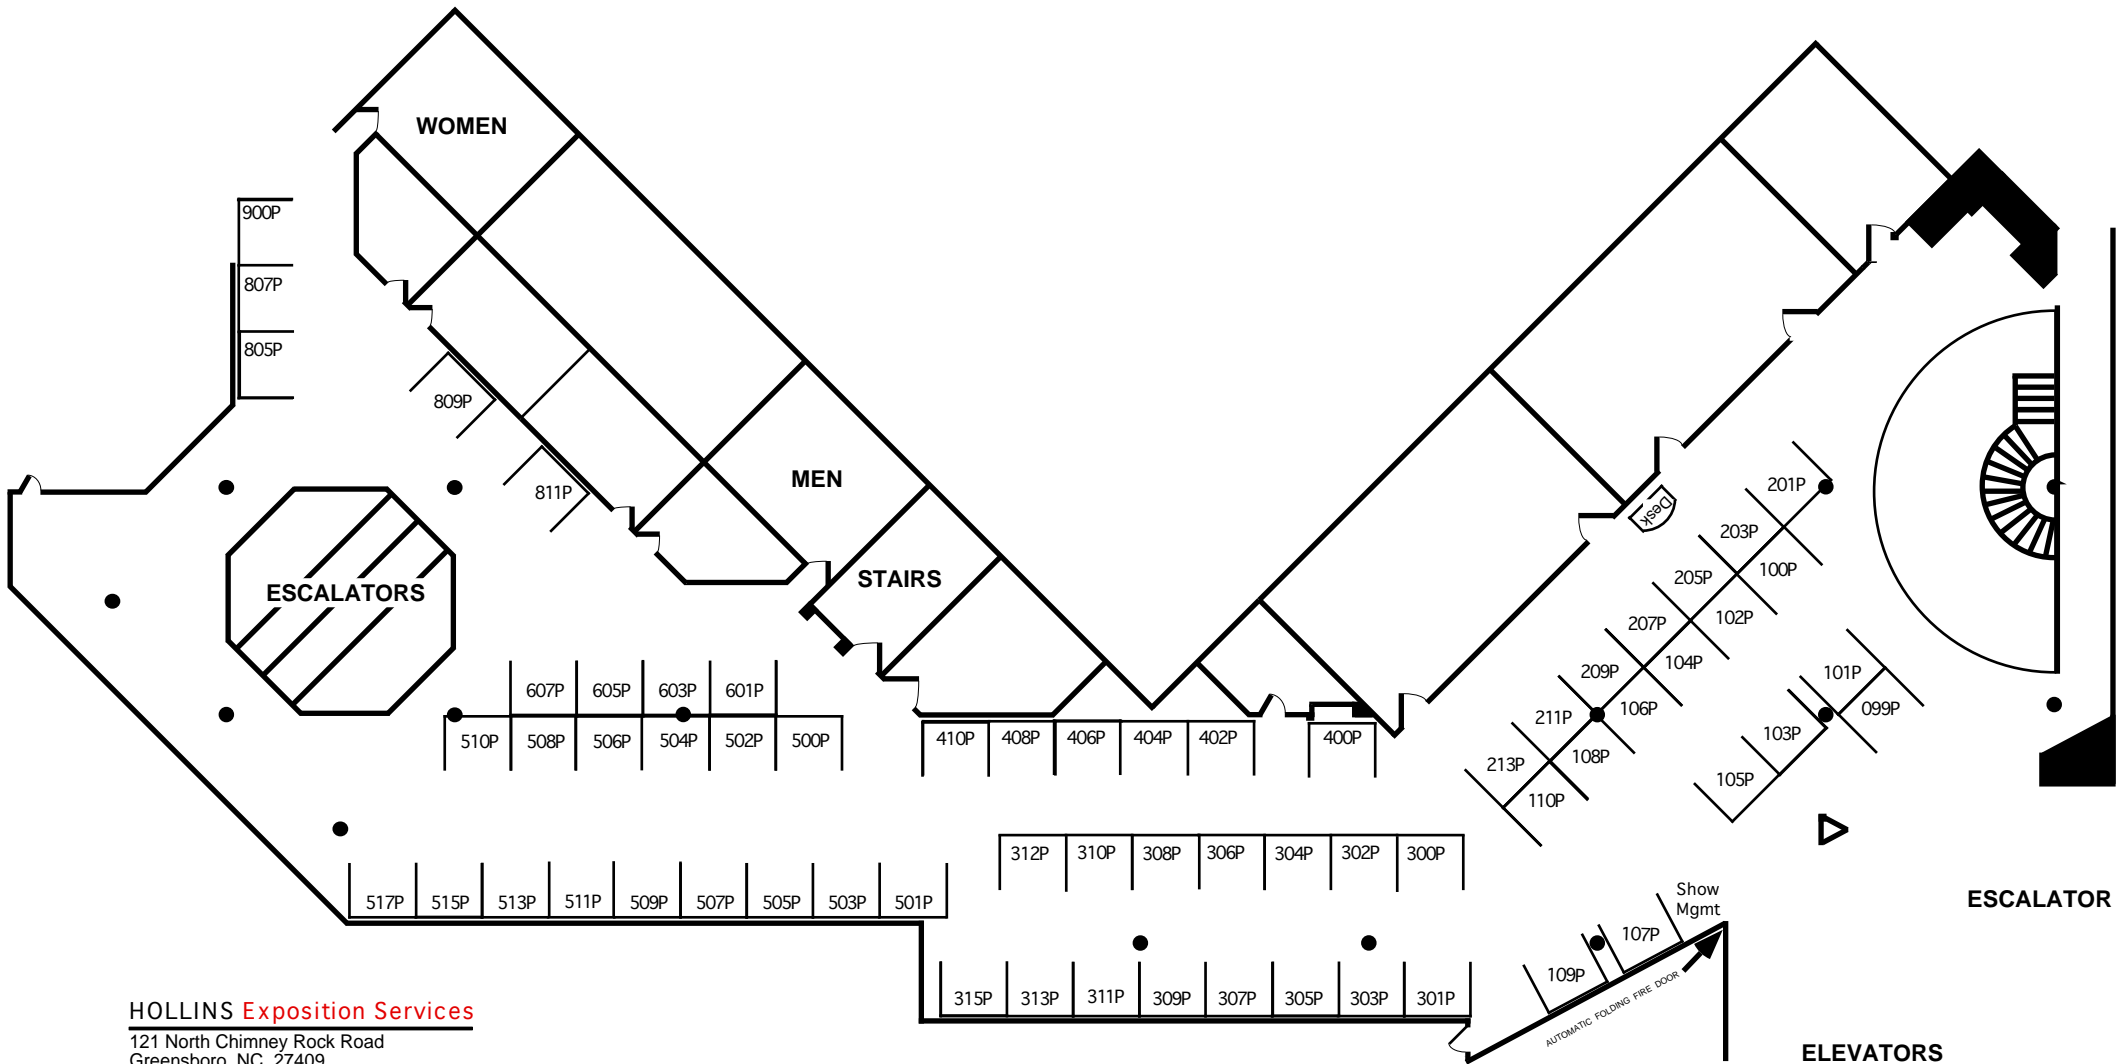 WOMEN
900P
807P
805P
809P
811P
MEN
STAIRS
ESCALATORS
Desk
201P
203P
205P 100P
207P 102P
209P 104P
211P 106P
213P 108P
110P
101P
099P
103P
105P
607P 605P 603P 601P
510P 508P 506P 504P 502P 500P
410P 408P 406P 404P 402P 400P
312P 310P 308P 306P 304P 302P 300P
517P 515P 513P 511P 509P 507P 505P 503P 501P
Show
Mgmt
ESCALATOR
107P
109P
315P 313P 311P 309P 307P 305P 303P 301P
AUTOMATIC FOLDING FIRE DOOR
HOLLINS Exposition Services
121 North Chimney Rock Road
Greensboro, NC 27409
ELEVATORS